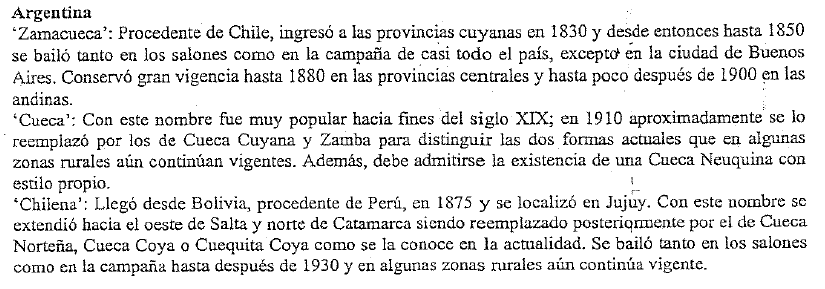 Argentina
‘Zamacueca’: Procedente de Chile, ingresó a las provincias cuyanas en 1830 y desde entonces hasta 1850
se bailó tanto en los salones como en la campaña de casi todo el país, excepto en la ciudad de Buenos
Aires. Conservó gran vigencia hasta 1880 en las provincias centrales y hasta poco después de 1900 en las
andinas.
‘Cueca’: Con este nombre fue muy popular hacia fines del siglo XIX; en 1910 aproximadamente se lo
reemplazó por los de Cueca Cuyana y Zamba para distinguir las dos formas actuales que en algunas
zonas rurales aún continúan vigentes. Además, debe admitirse la existencia de una Cueca Neuquina con
estilo propio.
‘Chilena’: Llegó desde Bolivia, procedente de Perú, en 1875 y se localizó en Jujuy. Con este nombre se
extendió hacia el oeste de Salta y norte de Catamarca siendo reemplazado posteriormente por el de Cueca
Norteña, Cueca Coya o Cuequita Coya como se la conoce en la actualidad. Se bailó tanto en los salones
como en la campaña hasta después de 1930 y en algunas zonas rurales aún continúa vigente.